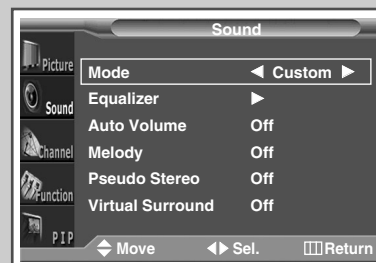 Sound
Picture
Mode ◀ Custom ▶
Equalizer ▶
Sound
Auto Volume Off
Channel
Melody Off
Pseudo Stereo Off
Function
Virtual Surround Off
PIP
Move Sel. Return